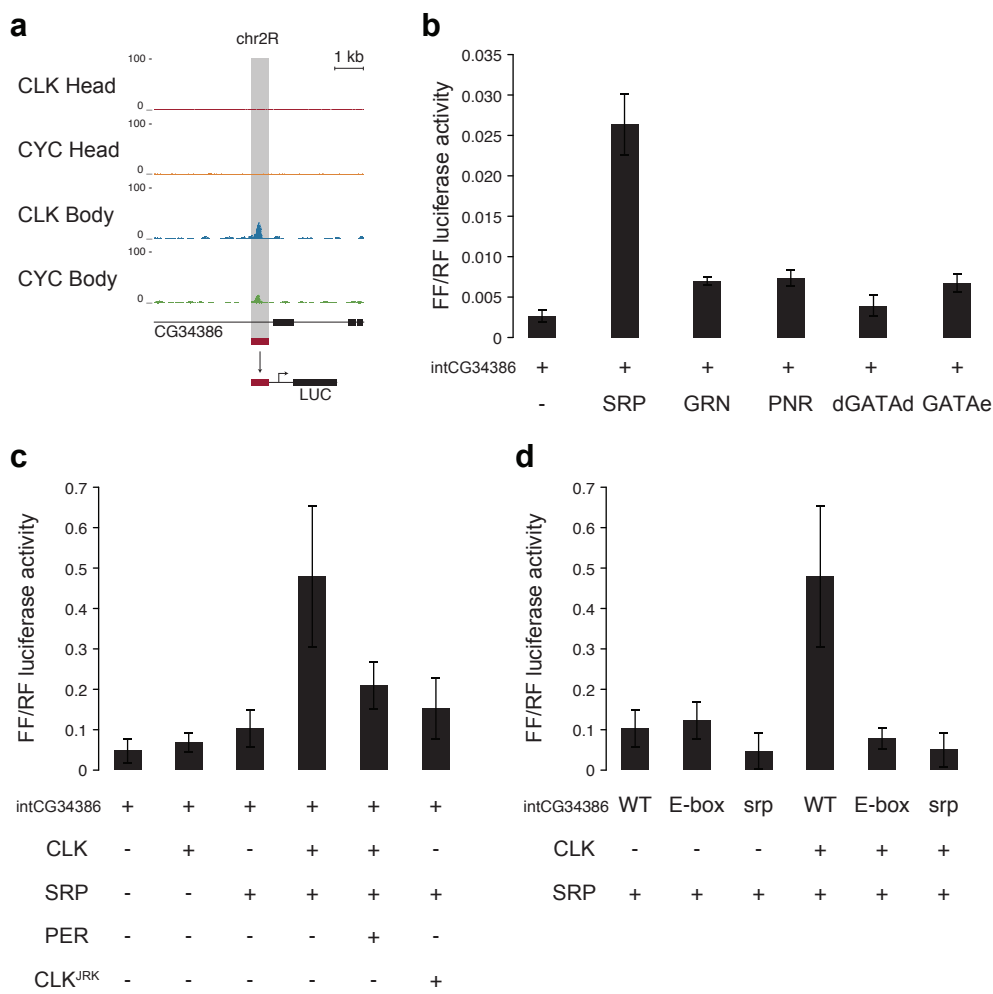 a
chr2R
1 kb
100 -
CLK Head
0
100 -
CYC Head
0
100 -
CLK Body
0
100 -
CYC Body
0
CG34386
LUC
b
FF/RF luciferase activity
0.035
0.030
0.025
0.020
0.015
0.010
0.005
0
intCG34386 + + + + + +
- SRP GRN PNR dGATAd GATAe
c
FF/RF luciferase activity
0.7
0.6
0.5
0.4
0.3
0.2
0.1
0
intCG34386 + + + + + +
CLK - + - + + -
SRP - - + + + +
PER - - - - + -
CLKJRK - - - - - +
d
FF/RF luciferase activity
0.7
0.6
0.5
0.4
0.3
0.2
0.1
0
intCG34386 WT E-box srp WT E-box srp
CLK - - - + + +
SRP + + + + + +